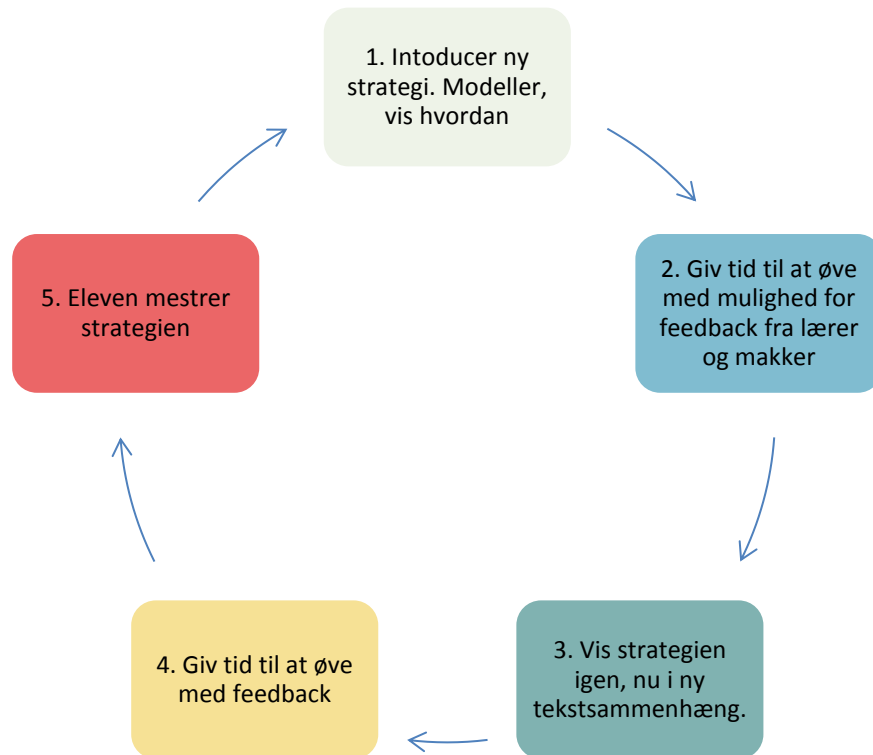 1. Intoducer ny
strategi. Modeller,
vis hvordan
2. Giv tid til at øve
med mulighed for
feedback fra lærer
og makker
3. Vis strategien
igen, nu i ny
tekstsammenhæng.
4. Giv tid til at øve
med feedback
5. Eleven mestrer
strategien